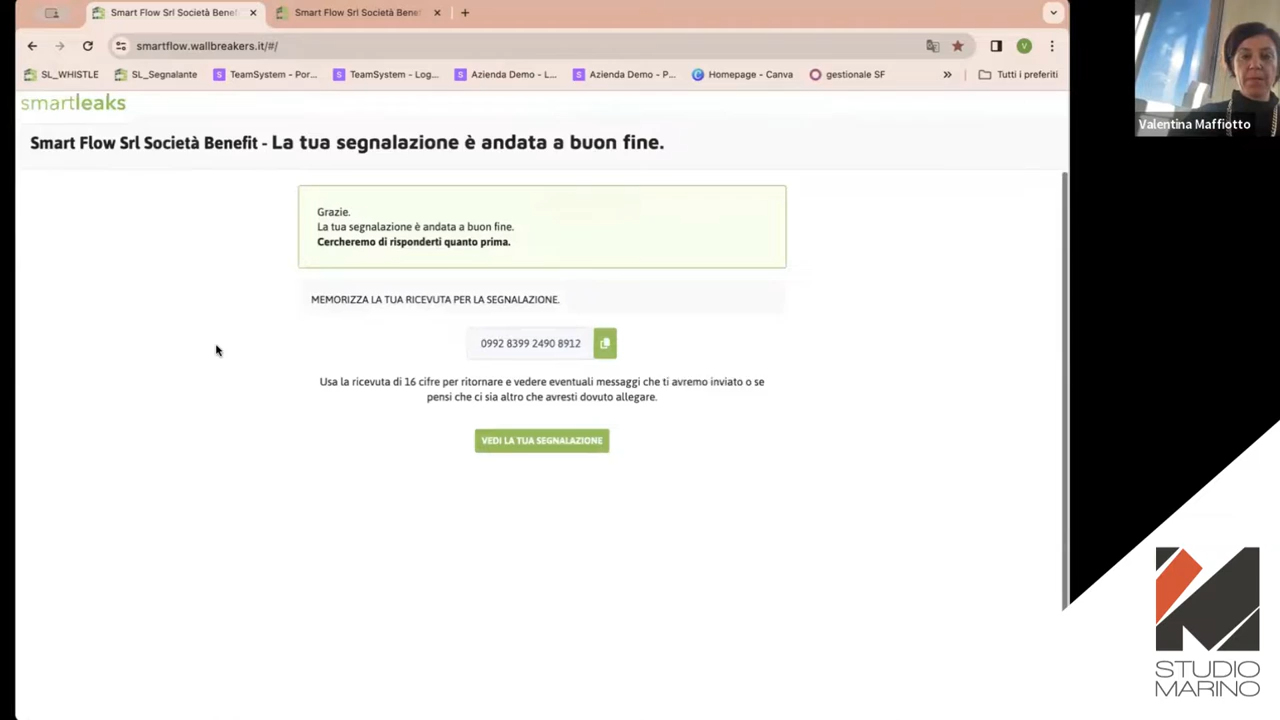 Smart Flow Srl Società Benef
Smart Flow Srl Società Benef
smartflow.wallbreakers.it/#/
V
SL_WHISTLE
SL_Segnalante
S TeamSystem - Por...
S TeamSystem - Log...
S Azienda Demo - L...
S Azienda Demo - P...
C Homepage - Canva
gestionale SF
»
Tutti i preferiti
Valentina Maffiotto
smartleaks
Smart Flow Srl Società Benefit - La tua segnalazione è andata a buon fine.
Grazie.
La tua segnalazione è andata a buon fine.
Cercheremo di risponderti quanto prima.
MEMORIZZA LA TUA RICEVUTA PER LA SEGNALAZIONE.
0992 8399 2490 8912
Usa la ricevuta di 16 cifre per ritornare e vedere eventuali messaggi che ti avremo inviato o se
pensi che ci sia altro che avresti dovuto allegare.
VEDI LA TUA SEGNALAZIONE
STUDIO
MARINO